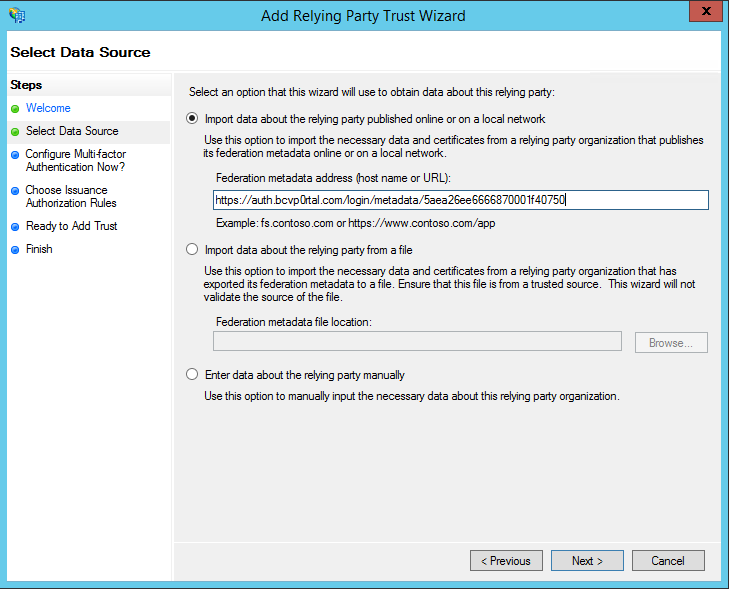 Add Relying Party Trust Wizard
X
Select Data Source
Steps
Welcome
Select Data Source
Configure Multi-factor
Authentication Now?
Choose Issuance
Authorization Rules
Ready to Add Trust
Finish
Select an option that this wizard will use to obtain data about this relying party:
Import data about the relying party published online or on a local network
Use this option to import the necessary data and certificates from a relying party organization that publishes
its federation metadata online or on a local network.
Federation metadata address (host name or URL):
https://auth.bcvp0rtal.com/login/metadata/5aea26ee6666870001f40750
Example: fs.contoso.com or https://www.contoso.com/app
Import data about the relying party from a file
Use this option to import the necessary data and certificates from a relying party organization that has
exported its federation metadata to a file. Ensure that this file is from a trusted source.  This wizard will not
validate the source of the file.
Federation metadata file location:
Browse...
Enter data about the relying party manually
Use this option to manually input the necessary data about this relying party organization.
< Previous
Next >
Cancel